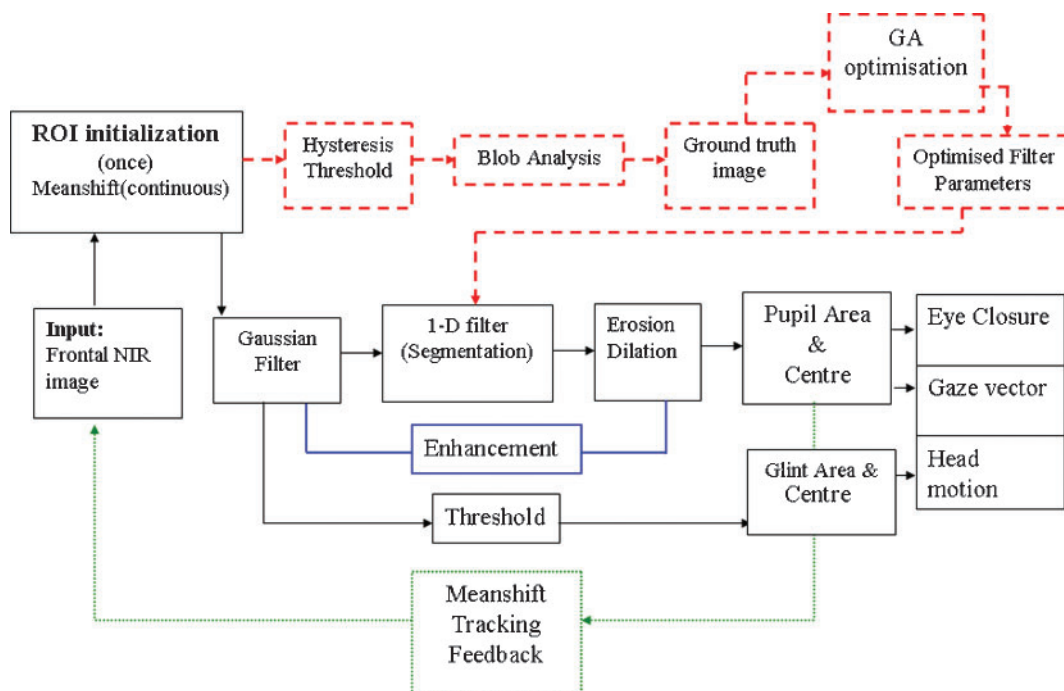 GA
optimisation
ROI initialization
(once)
Meanshift(continuous)
Hysteresis
Threshold
Blob Analysis
Ground truth
image
Optimised Filter
Parameters
Input:
Frontal NIR
image
Gaussian
Filter
1-D filter
(Segmentation)
Erosion
Dilation
Pupil Area
&
Centre
Eye Closure
Gaze vector
Head
motion
Enhancement
Glint Area &
Centre
Threshold
Meanshift
Tracking
Feedback